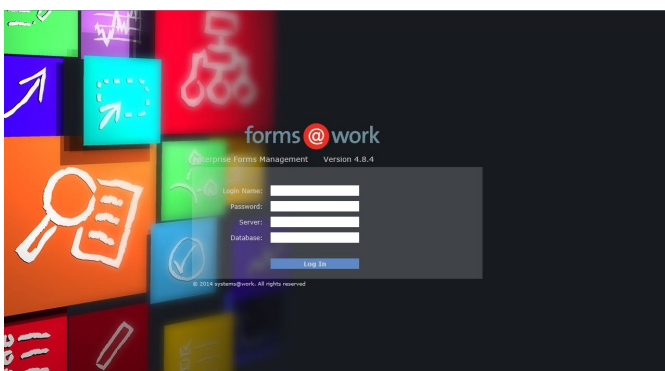 forms@work
Enterprise Forms Management Version 4.8.4
Login Name:
Password:
Server:
Database:
Log In
© 2014 systems@work. All rights reserved